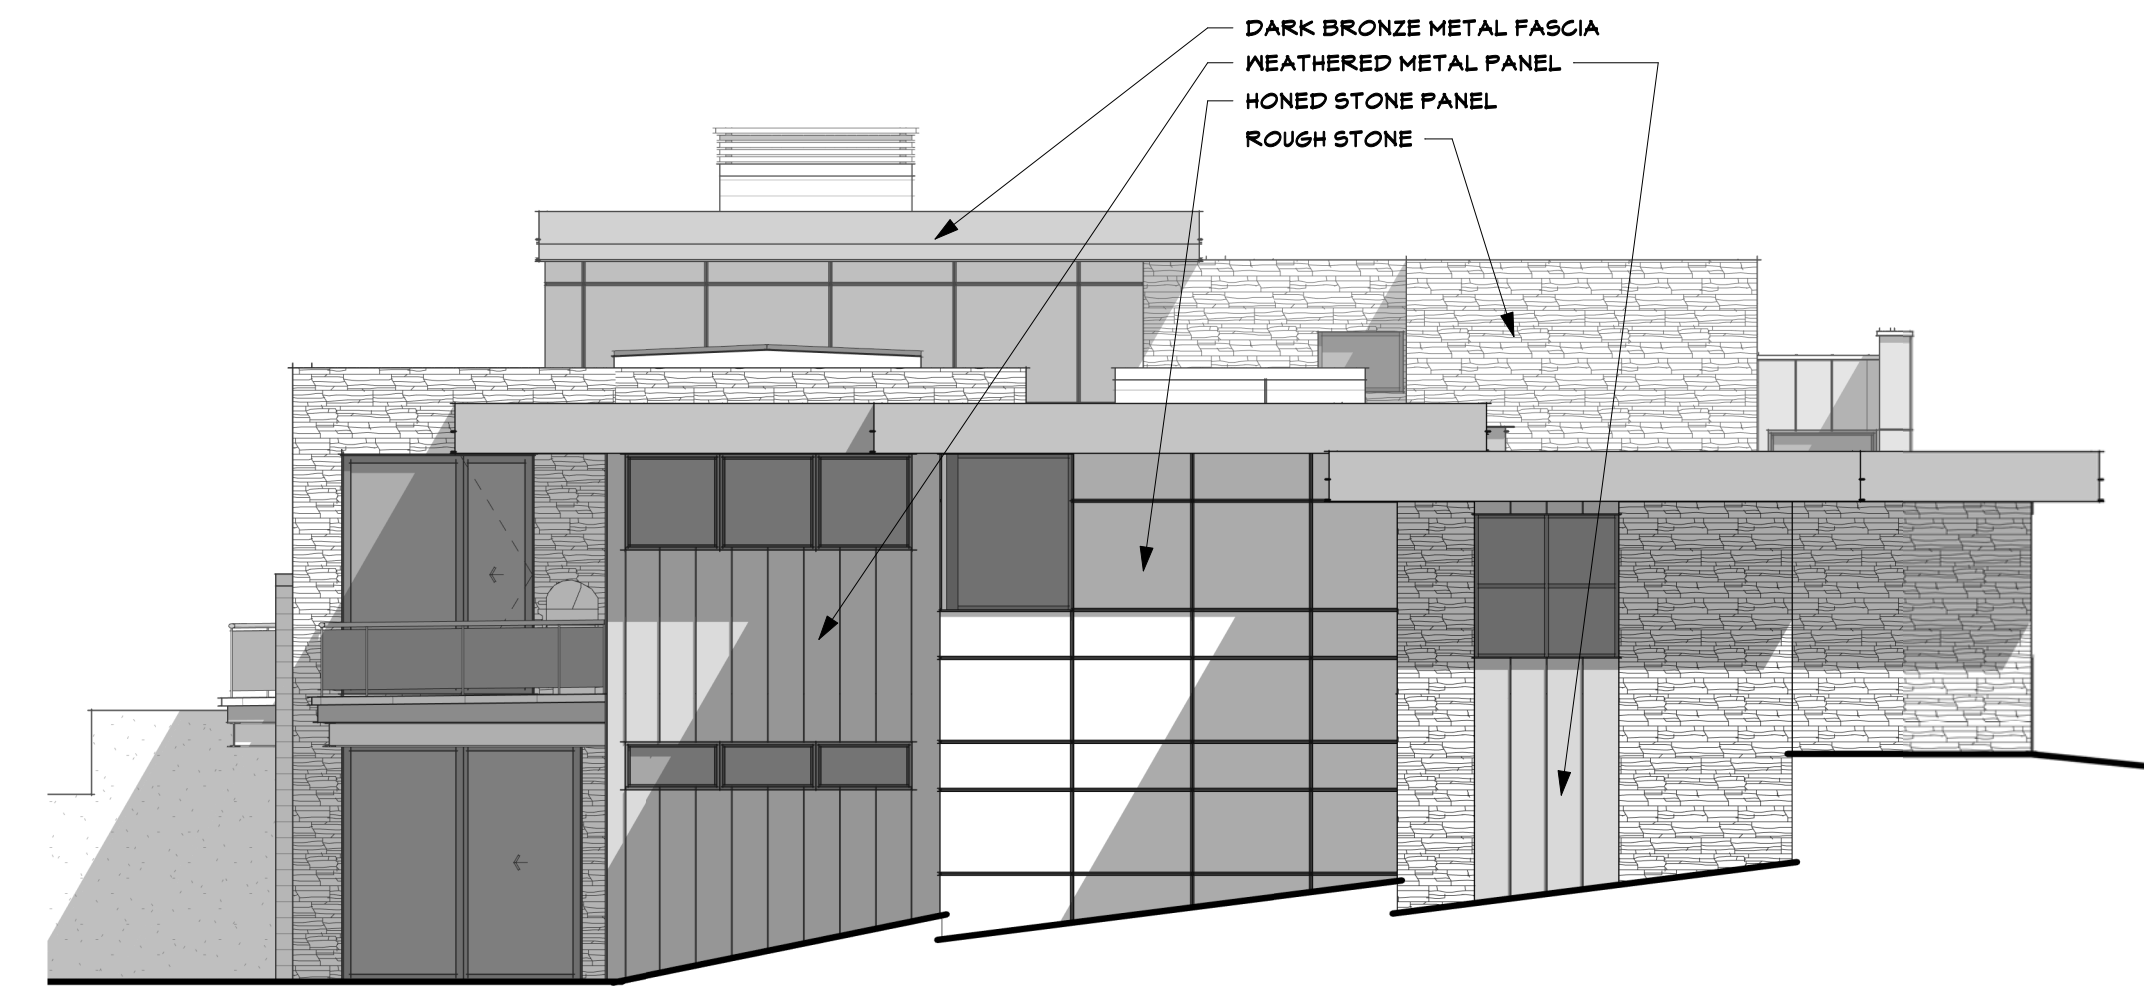 DARK BRONZE METAL FASCIA
WEATHERED METAL PANEL
HONED STONE PANEL
ROUGH STONE